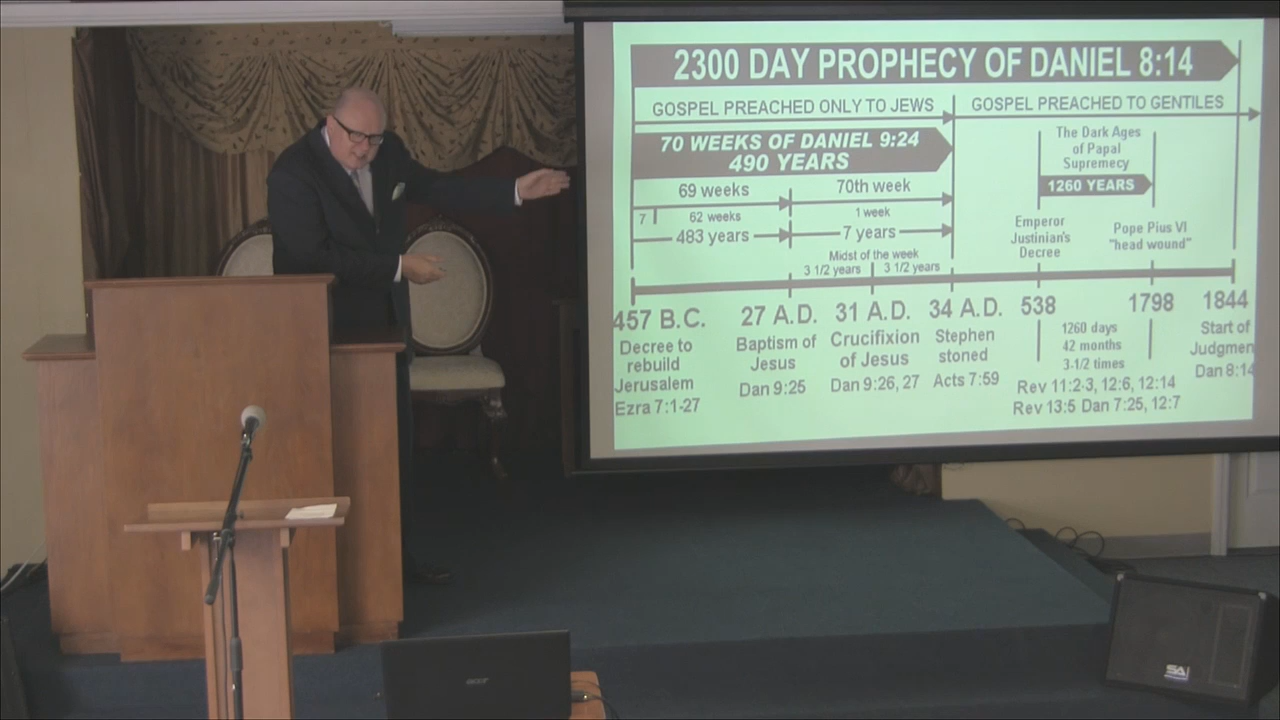 2300 DAY PROPHECY OF DANIEL 8:14
GOSPEL PREACHED ONLY TO JEWS
GOSPEL PREACHED TO GENTILES
70 WEEKS OF DANIEL 9:24
490 YEARS
The Dark Ages
of Papal
Supremecy
1260 YEARS
69 weeks
70th week
7
62 weeks
1 week
483 years
7 years
Emperor
Justinian's
Decree
Pope Pius VI
"head wound"
Midst of the week
3 1/2 years
3 1/2 years
457 B.C.
Decree to
rebuild
Jerusalem
Ezra 7:1-27
27 A.D.
Baptism of
Jesus
Dan 9:25
31 A.D.
Crucifixion
of Jesus
Dan 9:26, 27
34 A.D.
Stephen
stoned
Acts 7:59
538
1798
1260 days
42 months
3-1/2 times
Rev 11:2-3, 12:6, 12:14
Rev 13:5 Dan 7:25, 12:7
1844
Start of
Judgmen
Dan 8:14
acer
SA